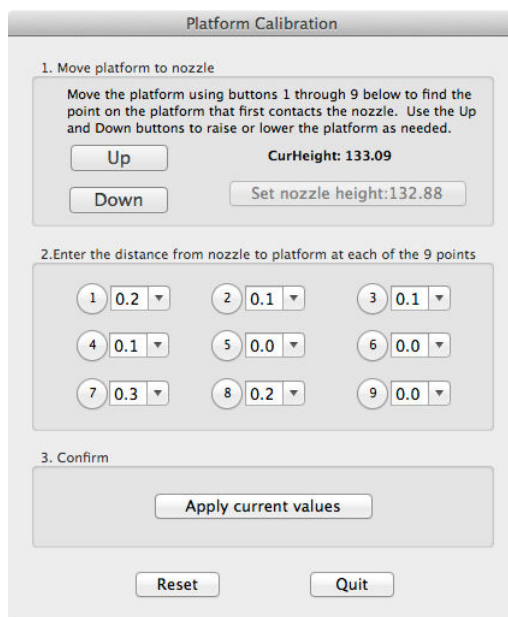 Platform Calibration
1. Move platform to nozzle
Move the platform using buttons 1 through 9 below to find the
point on the platform that first contacts the nozzle. Use the Up
and Down buttons to raise or lower the platform as needed.
Up CurHeight: 133.09
Down Set nozzle height:132.88
2.Enter the distance from nozzle to platform at each of the 9 points
1 0.2 2 0.1 3 0.1
4 0.1 5 0.0 6 0.0
7 0.3 8 0.2 9 0.0
3. Confirm
Apply current values
Reset Quit